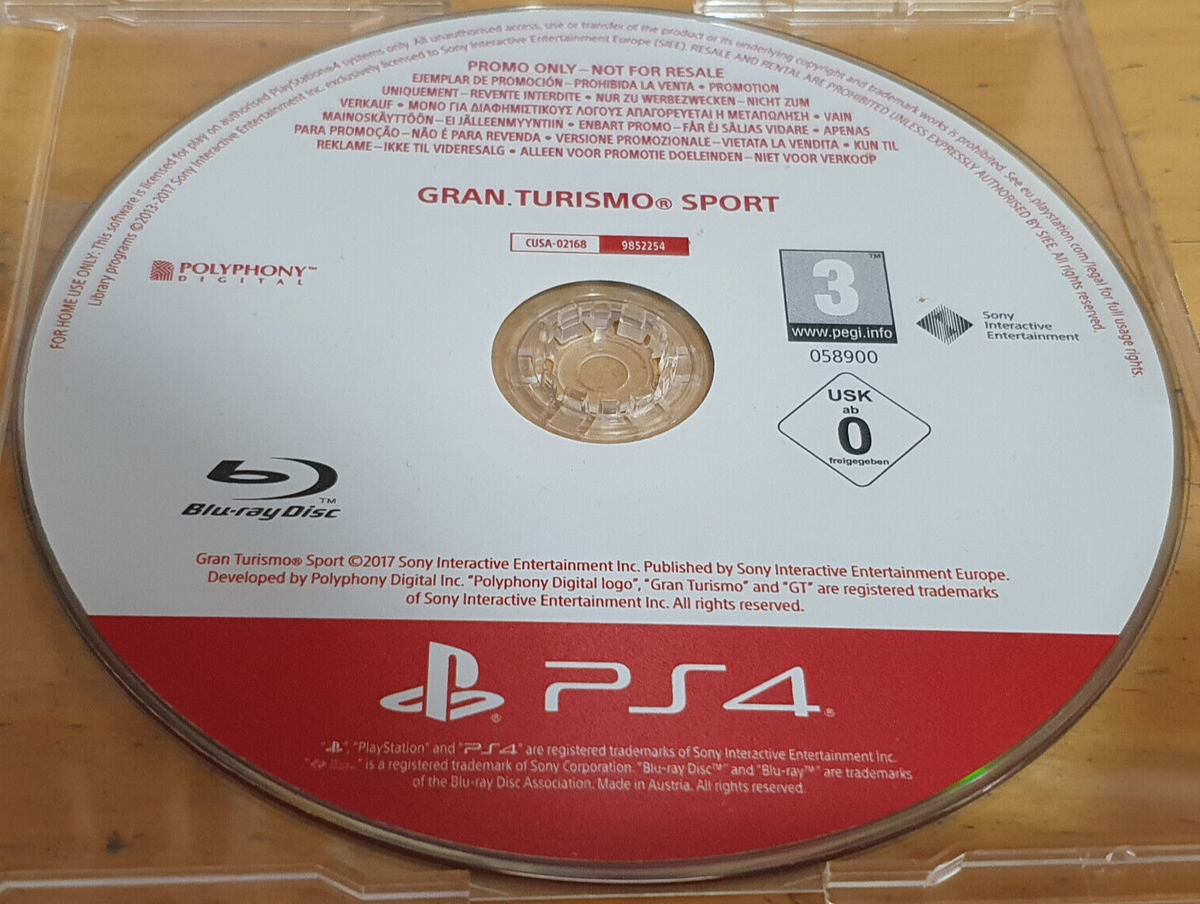 FOR HOME USE ONLY: This software is licensed for play on authorised PlayStation®4 systems only. All unauthorised access, use or transfer of the product or its underlying copyright and trademark works is prohibited. See eu.playstation.com/legal for full usage rights.
Library programs ©2013-2017 Sony Interactive Entertainment Inc. exclusively licensed to Sony Interactive Entertainment Europe (SIEE). RESALE AND RENTAL ARE PROHIBITED UNLESS EXPRESSLY AUTHORISED BY SIEE. All rights reserved.
PROMO ONLY – NOT FOR RESALE
EJEMPLAR DE PROMOCIÓN – PROHIBIDA LA VENTA • PROMOTION
UNIQUEMENT – REVENTE INTERDITE • NUR ZU WERBEZWECKEN – NICHT ZUM
VERKAUF • ΜΟΝΟ ΓΙΑ ΔΙΑΦΗΜΙΣΤΙΚΟΥΣ ΛΟΓΟΥΣ ΑΠΑΓΟΡΕΥΕΤΑΙ Η ΜΕΤΑΠΩΛΗΣΗ • VAIN
MAINOSKÄYTTÖÖN – EI JÄLLEENMYYNTIIN • ENBART PROMO – FÅR EJ SÄLJAS VIDARE • APENAS
PARA PROMOÇÃO – NÃO É PARA REVENDA • VERSIONE PROMOZIONALE – VIETATA LA VENDITA • KUN TIL
REKLAME – IKKE TIL VIDERESALG • ALLEEN VOOR PROMOTIE DOELEINDEN – NIET VOOR VERKOOP
GRAN.TURISMO® SPORT
CUSA-02168 9852254
POLYPHONY™
DIGITAL
3™
www.pegi.info
058900
Sony
Interactive
Entertainment
USK
ab
0
freigegeben
Blu-ray Disc™
Gran Turismo® Sport ©2017 Sony Interactive Entertainment Inc. Published by Sony Interactive Entertainment Europe.
Developed by Polyphony Digital Inc. "Polyphony Digital logo", "Gran Turismo" and "GT" are registered trademarks
of Sony Interactive Entertainment Inc. All rights reserved.
PS4®
" ", "PlayStation" and "PS4" are registered trademarks of Sony Interactive Entertainment Inc.
" " is a registered trademark of Sony Corporation. "Blu-ray Disc™" and "Blu-ray™" are trademarks
of the Blu-ray Disc Association. Made in Austria. All rights reserved.